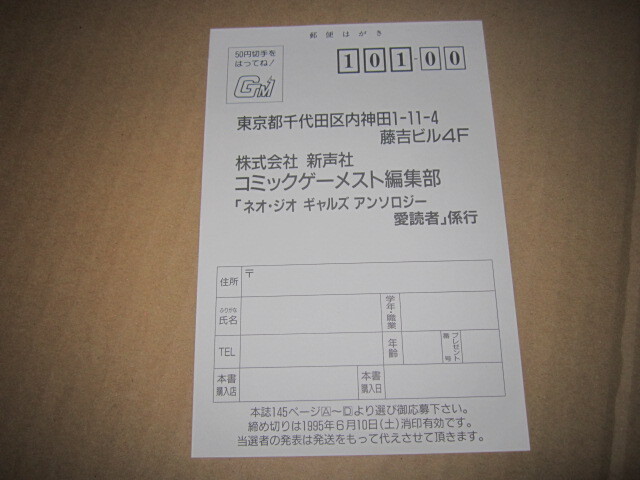 郵便はがき
50円切手を
はってね!
GM
101-00
東京都千代田区内神田1-11-4
藤吉ビル4F
株式会社 新声社
コミックゲーメスト編集部
「ネオ・ジオ ギャルズ アンソロジー
愛読者」係行
住所
〒
ふりがな
氏名
学年・職業
TEL
年齢
プレゼント
番号
本書
購入店
本書
購入日
本誌145ページA〜Dより選び御応募下さい。
締め切りは1995年6月10日(土)消印有効です。
当選者の発表は発送をもって代えさせて頂きます。